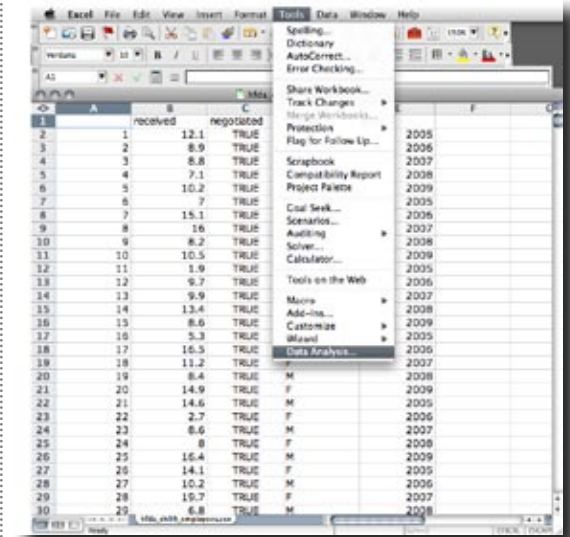 Excel File Edit View Insert Format Tools Data Window Help
Verdana 10 B I U
A1
Spelling...
Dictionary
AutoCorrect...
Error Checking...
Share Workbook...
Track Changes
Merge Workbooks...
Protection
Flag for Follow Up...
Scrapbook
Compatibility Report
Project Palette
Goal Seek...
Scenarios...
Auditing
Solver...
Calculator...
Tools on the Web
Macro
Add-Ins...
Customize
Wizard
Data Analysis...
A B C E F
1 received negotiated
2 1 12.1 TRUE 2005
3 2 8.9 TRUE 2006
4 3 8.8 TRUE 2007
5 4 7.1 TRUE 2008
6 5 10.2 TRUE 2009
7 6 7 TRUE 2005
8 7 15.1 TRUE 2006
9 8 16 TRUE 2007
10 9 8.2 TRUE 2008
11 10 10.5 TRUE 2009
12 11 1.9 TRUE 2005
13 12 9.7 TRUE 2006
14 13 9.9 TRUE 2007
15 14 13.4 TRUE 2008
16 15 8.6 TRUE 2009
17 16 5.3 TRUE 2005
18 17 16.5 TRUE 2006
19 18 11.2 TRUE F 2007
20 19 8.4 TRUE M 2008
21 20 14.9 TRUE F 2009
22 21 14.6 TRUE M 2005
23 22 2.7 TRUE F 2006
24 23 8.6 TRUE M 2007
25 24 8 TRUE F 2008
26 25 16.4 TRUE M 2009
27 26 14.1 TRUE F 2005
28 27 10.2 TRUE M 2006
29 28 19.7 TRUE F 2007
30 29 6.8 TRUE M 2008
Ready